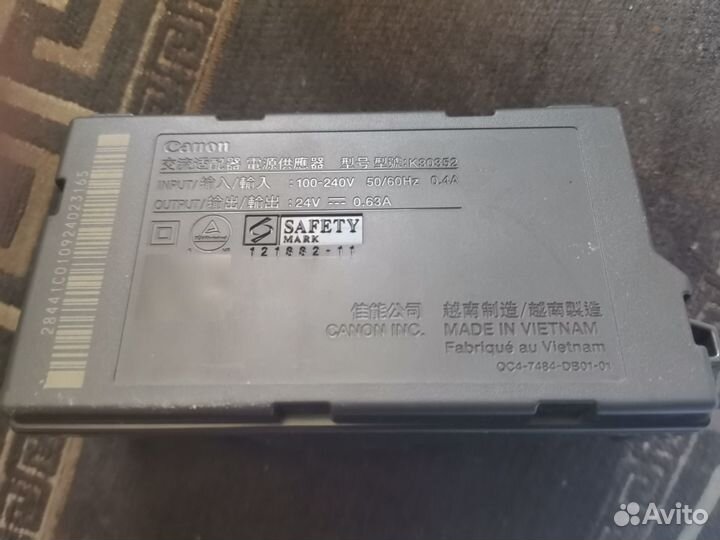 Canon
交流适配器 電源供應器 型号 型號:K30352
INPUT/输入/輸入 : 100-240V 50/60Hz 0.4A
OUTPUT/输出/輸出 : 24V ⎓ 0.63A
SAFETY
MARK
121882-11
佳能公司 越南制造/越南製造
CANON INC. MADE IN VIETNAM
Fabriqué au Vietnam
QC4-7484-DB01-01
28441C010924D23165
Avito